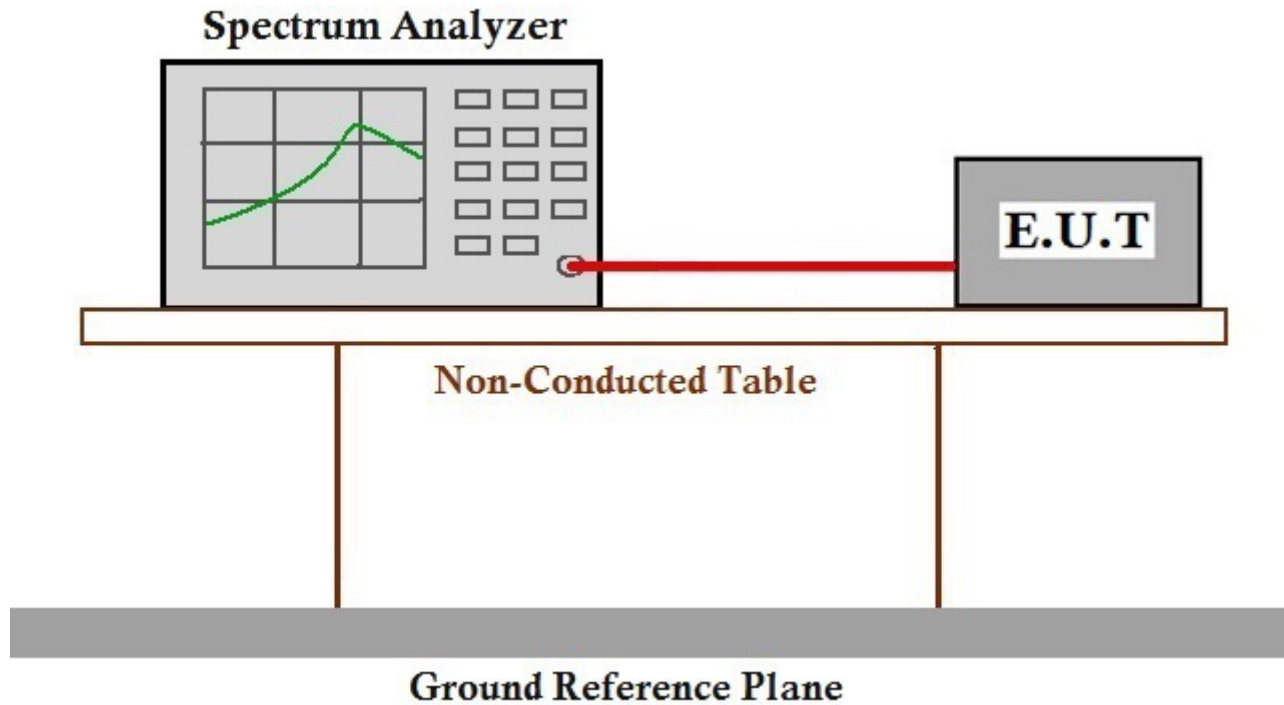 Spectrum Analyzer
E.U.T
Non-Conducted Table
Ground Reference Plane